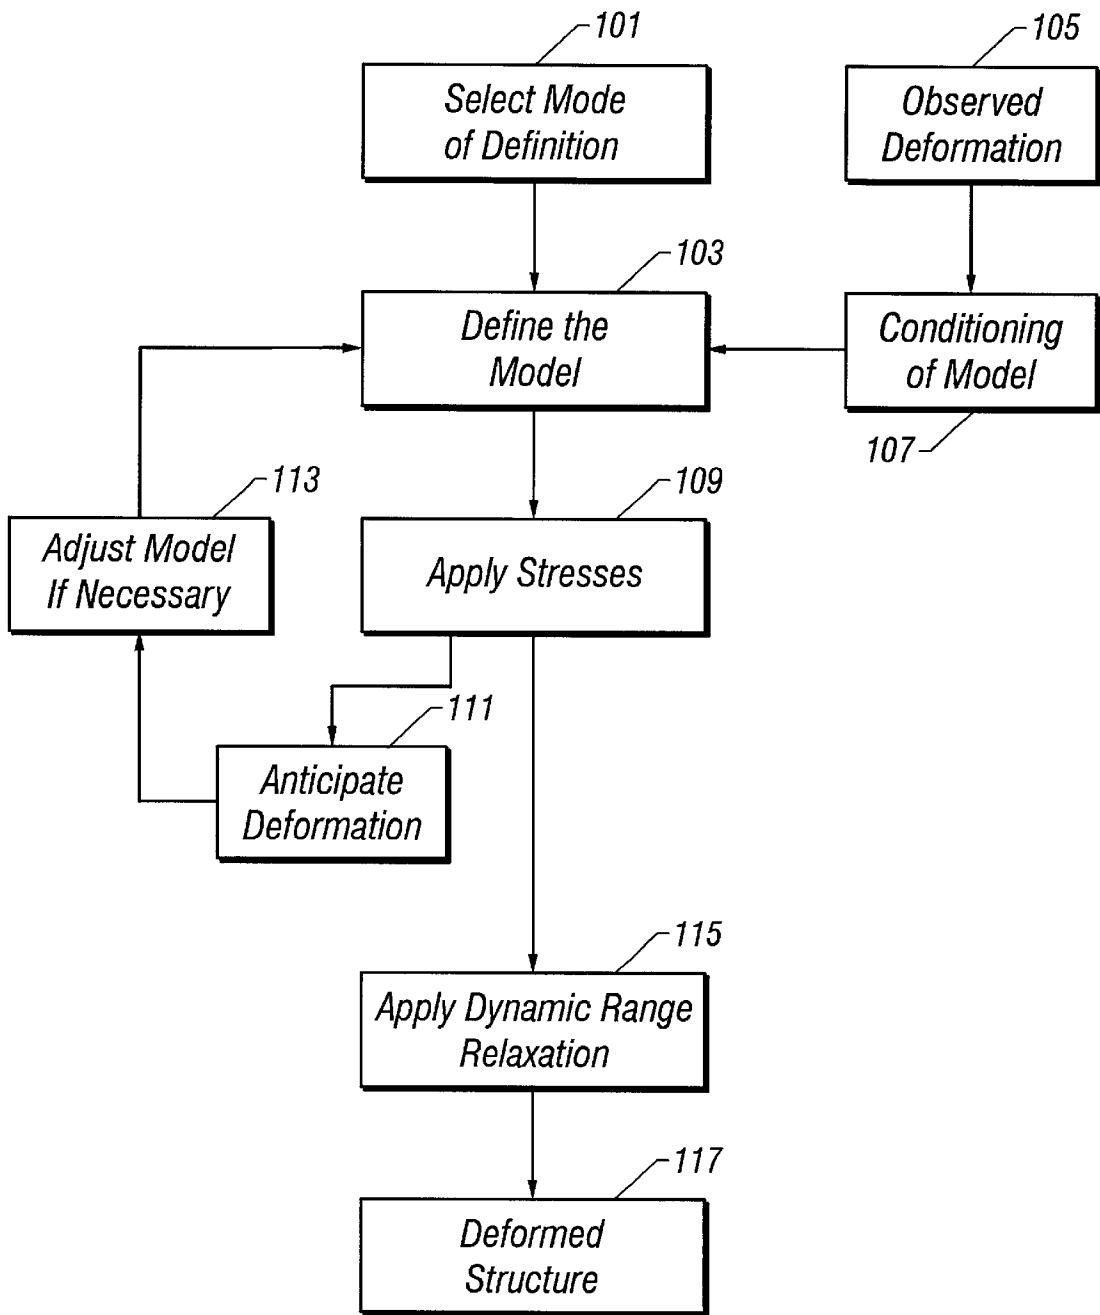 101
Select Mode
of Definition
105
Observed
Deformation
103
Define the
Model
Conditioning
of Model
107
109
Apply Stresses
113
Adjust Model
If Necessary
111
Anticipate
Deformation
115
Apply Dynamic Range
Relaxation
117
Deformed
Structure